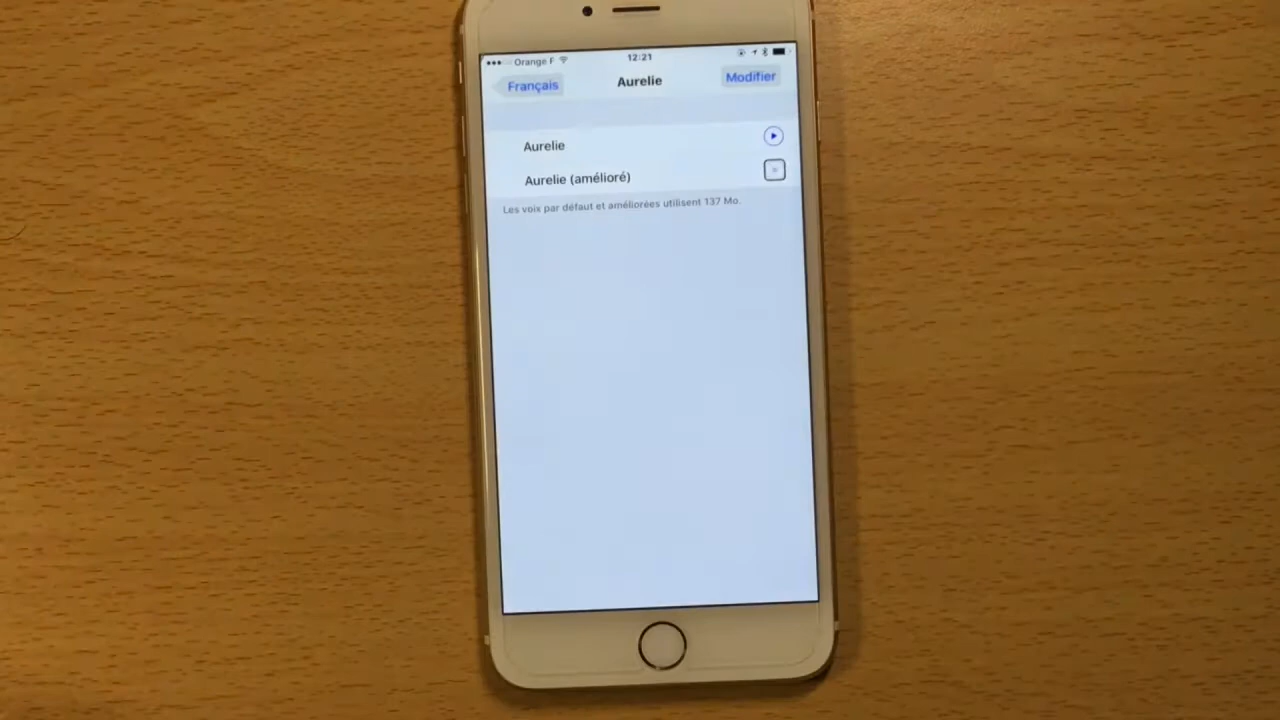 Orange F 12:21
Français Aurelie Modifier
Aurelie
Aurelie (amélioré)
Les voix par défaut et améliorées utilisent 137 Mo.